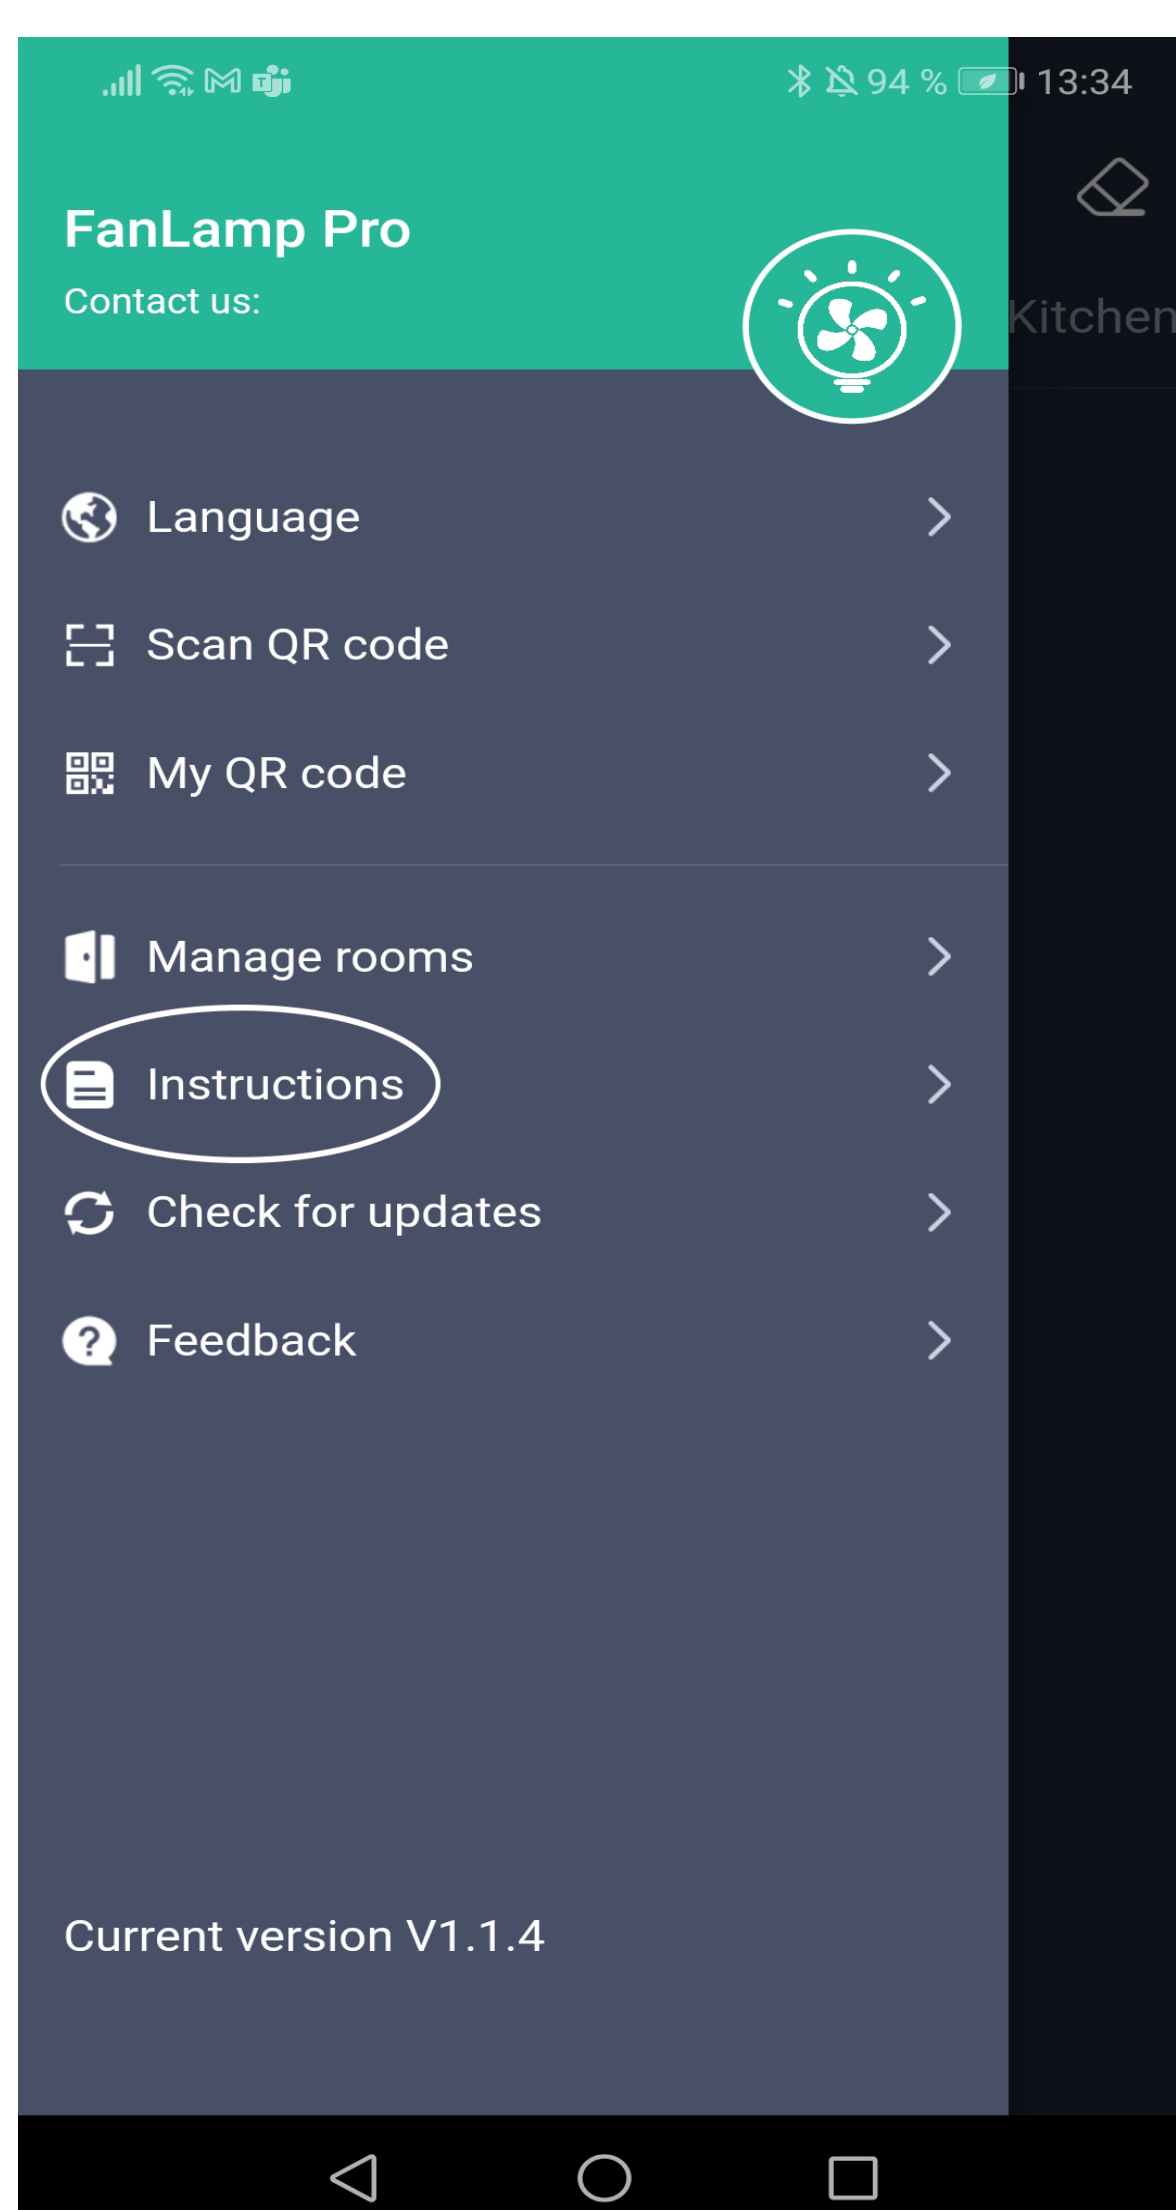 94 % 13:34
FanLamp Pro
Contact us:
Kitchen
Language
Scan QR code
My QR code
Manage rooms
Instructions
Check for updates
Feedback
Current version V1.1.4